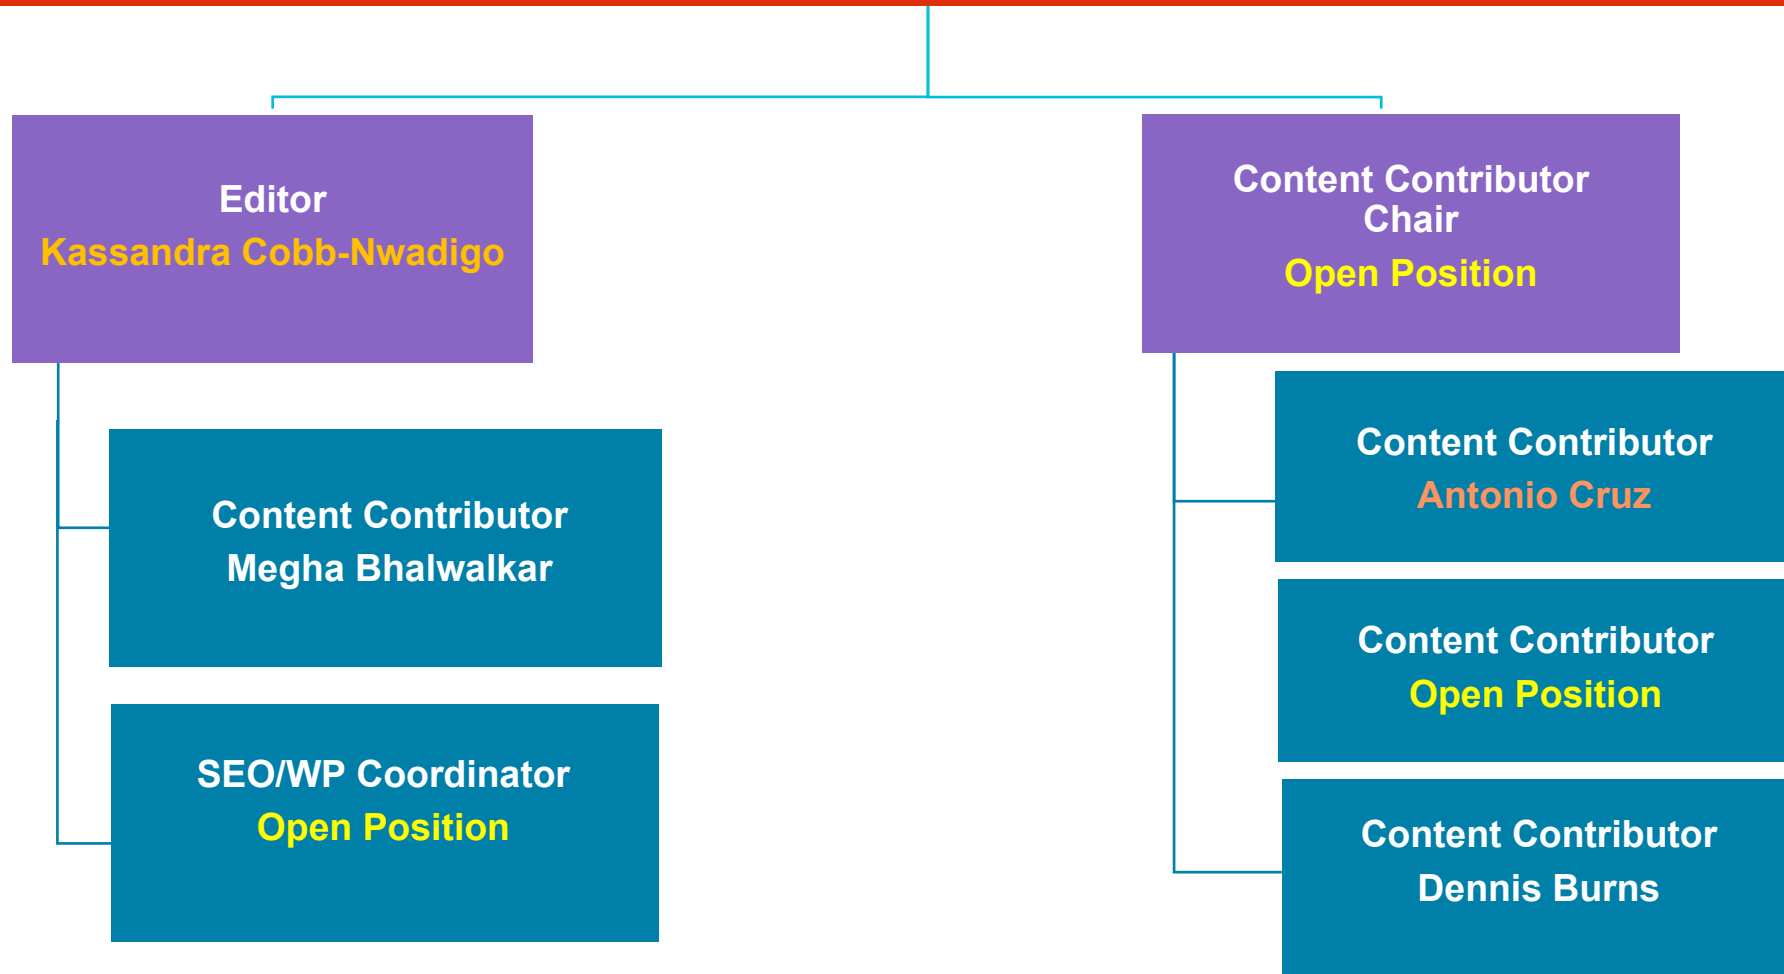 Editor
Kassandra Cobb-Nwadigo
Content Contributor
Chair
Open Position
Content Contributor
Megha Bhalwalkar
SEO/WP Coordinator
Open Position
Content Contributor
Antonio Cruz
Content Contributor
Open Position
Content Contributor
Dennis Burns